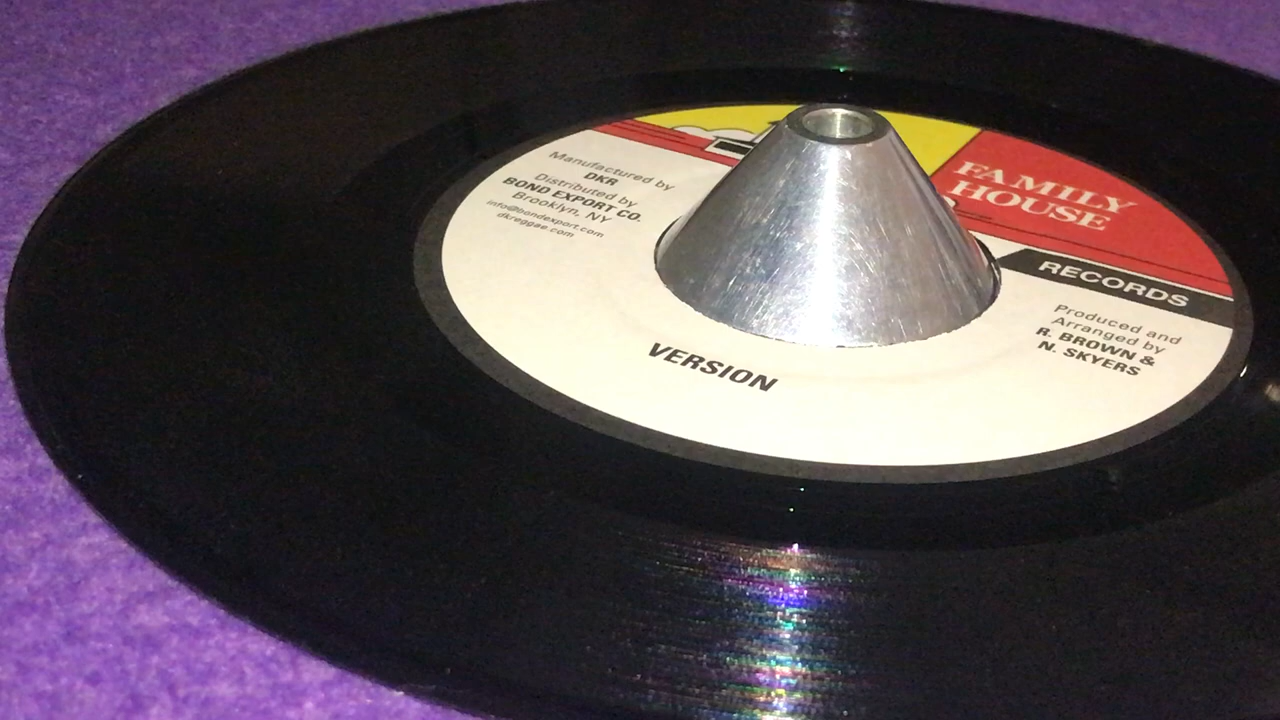 Manufactured by
DKR
Distributed by
BOND EXPORT CO.
Brooklyn, NY
info@bondexport.com
dkreggae.com
FAMILY
HOUSE
RECORDS
Produced and
Arranged by
R. BROWN &
N. SKYERS
VERSION